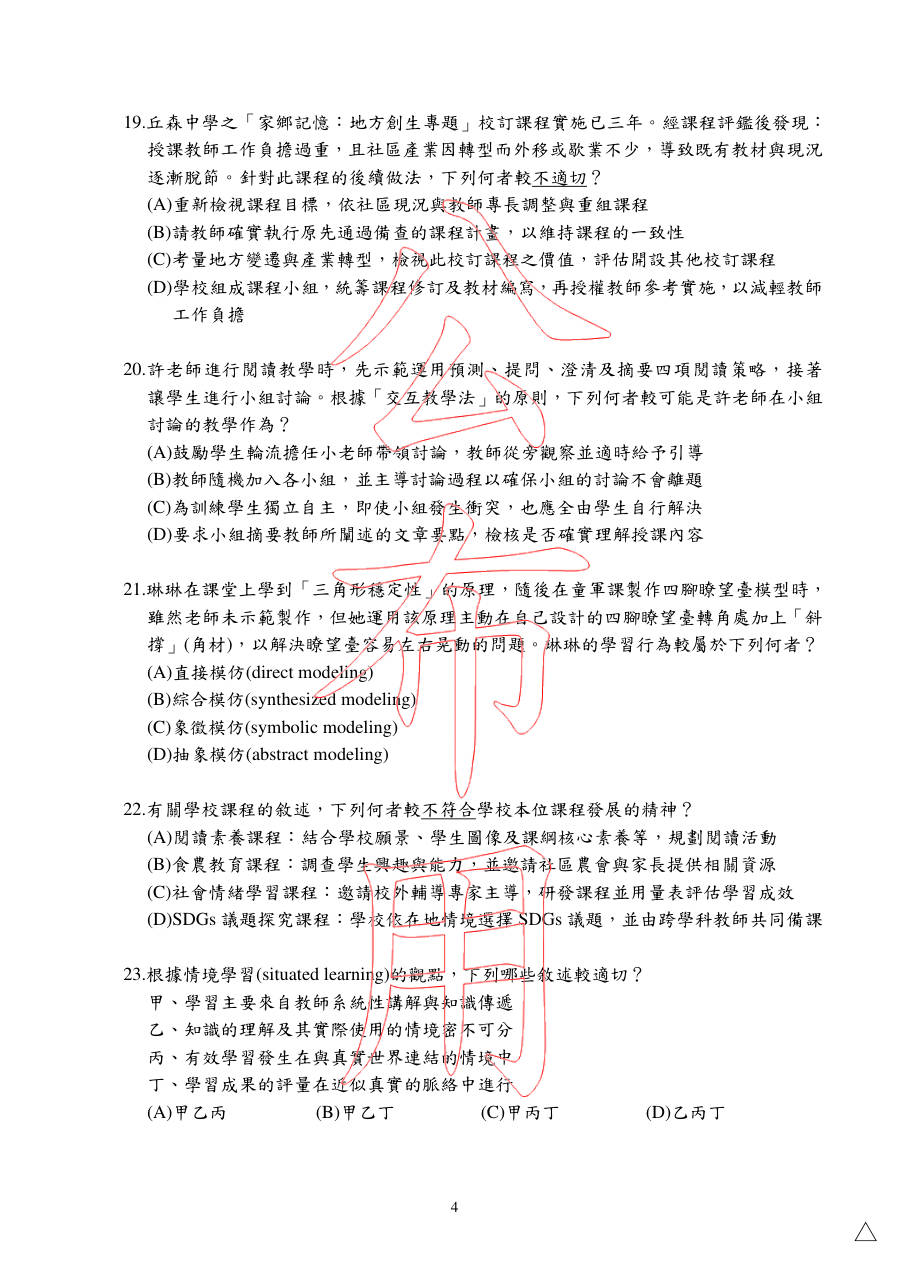 19.丘森中學之「家鄉記憶：地方創生專題」校訂課程實施已三年。經課程評鑑後發現：
授課教師工作負擔過重，且社區產業因轉型而外移或歇業不少，導致既有教材與現況
逐漸脫節。針對此課程的後續做法，下列何者較不適切？
(A)重新檢視課程目標，依社區現況與教師專長調整與重組課程
(B)請教師確實執行原先通過備查的課程計畫，以維持課程的一致性
(C)考量地方變遷與產業轉型，檢視此校訂課程之價值，評估開設其他校訂課程
(D)學校組成課程小組，統籌課程修訂及教材編寫，再授權教師參考實施，以減輕教師
工作負擔
20.許老師進行閱讀教學時，先示範運用預測、提問、澄清及摘要四項閱讀策略，接著
讓學生進行小組討論。根據「交互教學法」的原則，下列何者較可能是許老師在小組
討論的教學作為？
(A)鼓勵學生輪流擔任小老師帶領討論，教師從旁觀察並適時給予引導
(B)教師隨機加入各小組，並主導討論過程以確保小組的討論不會離題
(C)為訓練學生獨立自主，即使小組發生衝突，也應全由學生自行解決
(D)要求小組摘要教師所闡述的文章要點，檢核是否確實理解授課內容
21.琳琳在課堂上學到「三角形穩定性」的原理，隨後在童軍課製作四腳瞭望臺模型時，
雖然老師未示範製作，但她運用該原理主動在自己設計的四腳瞭望臺轉角處加上「斜
撐」(角材)，以解決瞭望臺容易左右晃動的問題。琳琳的學習行為較屬於下列何者？
(A)直接模仿(direct modeling)
(B)綜合模仿(synthesized modeling)
(C)象徵模仿(symbolic modeling)
(D)抽象模仿(abstract modeling)
22.有關學校課程的敘述，下列何者較不符合學校本位課程發展的精神？
(A)閱讀素養課程：結合學校願景、學生圖像及課綱核心素養等，規劃閱讀活動
(B)食農教育課程：調查學生興趣與能力，並邀請社區農會與家長提供相關資源
(C)社會情緒學習課程：邀請校外輔導專家主導，研發課程並用量表評估學習成效
(D)SDGs 議題探究課程：學校依在地情境選擇 SDGs 議題，並由跨學科教師共同備課
23.根據情境學習(situated learning)的觀點，下列哪些敘述較適切？
甲、學習主要來自教師系統性講解與知識傳遞
乙、知識的理解及其實際使用的情境密不可分
丙、有效學習發生在與真實世界連結的情境中
丁、學習成果的評量在近似真實的脈絡中進行
(A)甲乙丙 (B)甲乙丁 (C)甲丙丁 (D)乙丙丁
4
公布用